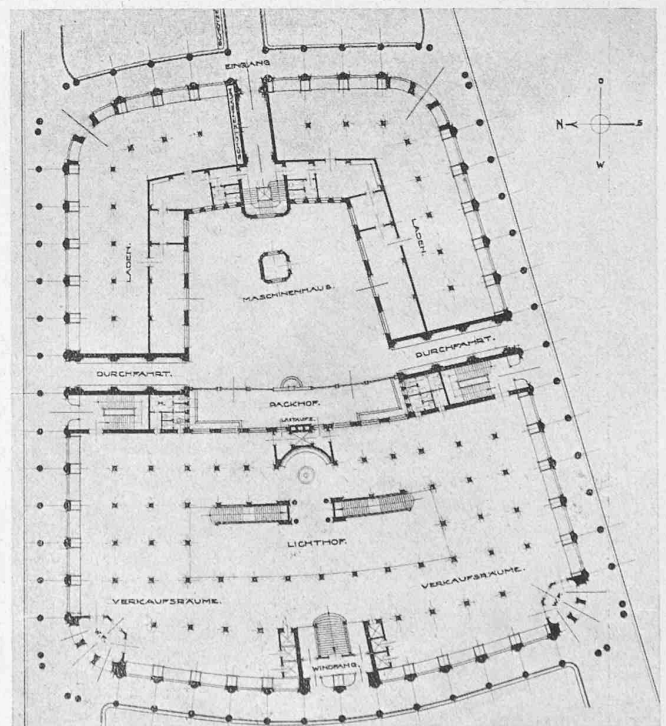 EINGANG
O
N
S
W
LADEN.
LADEN.
MASCHINENHAUS.
DURCHFAHRT.
DURCHFAHRT.
PACKHOF.
H.
LICHTHOF.
VERKAUFSRÄUME.
VERKAUFSRÄUME.
WINDFANG.